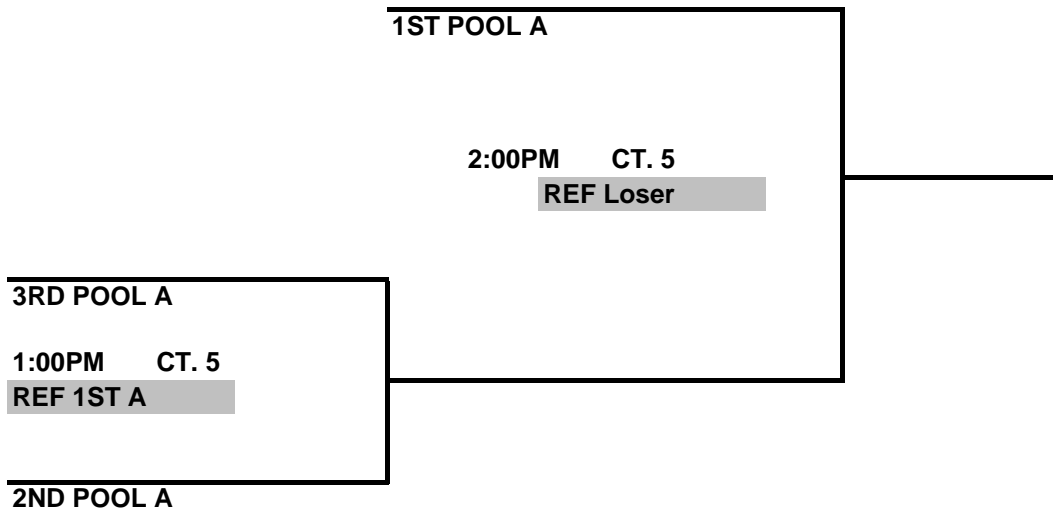 1ST POOL A
2:00PM CT. 5
REF Loser
3RD POOL A
1:00PM CT. 5
REF 1ST A
2ND POOL A